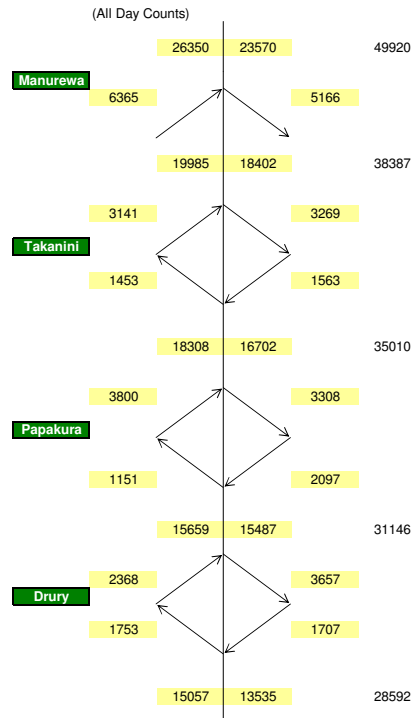 (All Day Counts)
26350 23570 49920
Manurewa
6365 5166
19985 18402 38387
3141 3269
Takanini
1453 1563
18308 16702 35010
3800 3308
Papakura
1151 2097
15659 15487 31146
2368 3657
Drury
1753 1707
15057 13535 28592